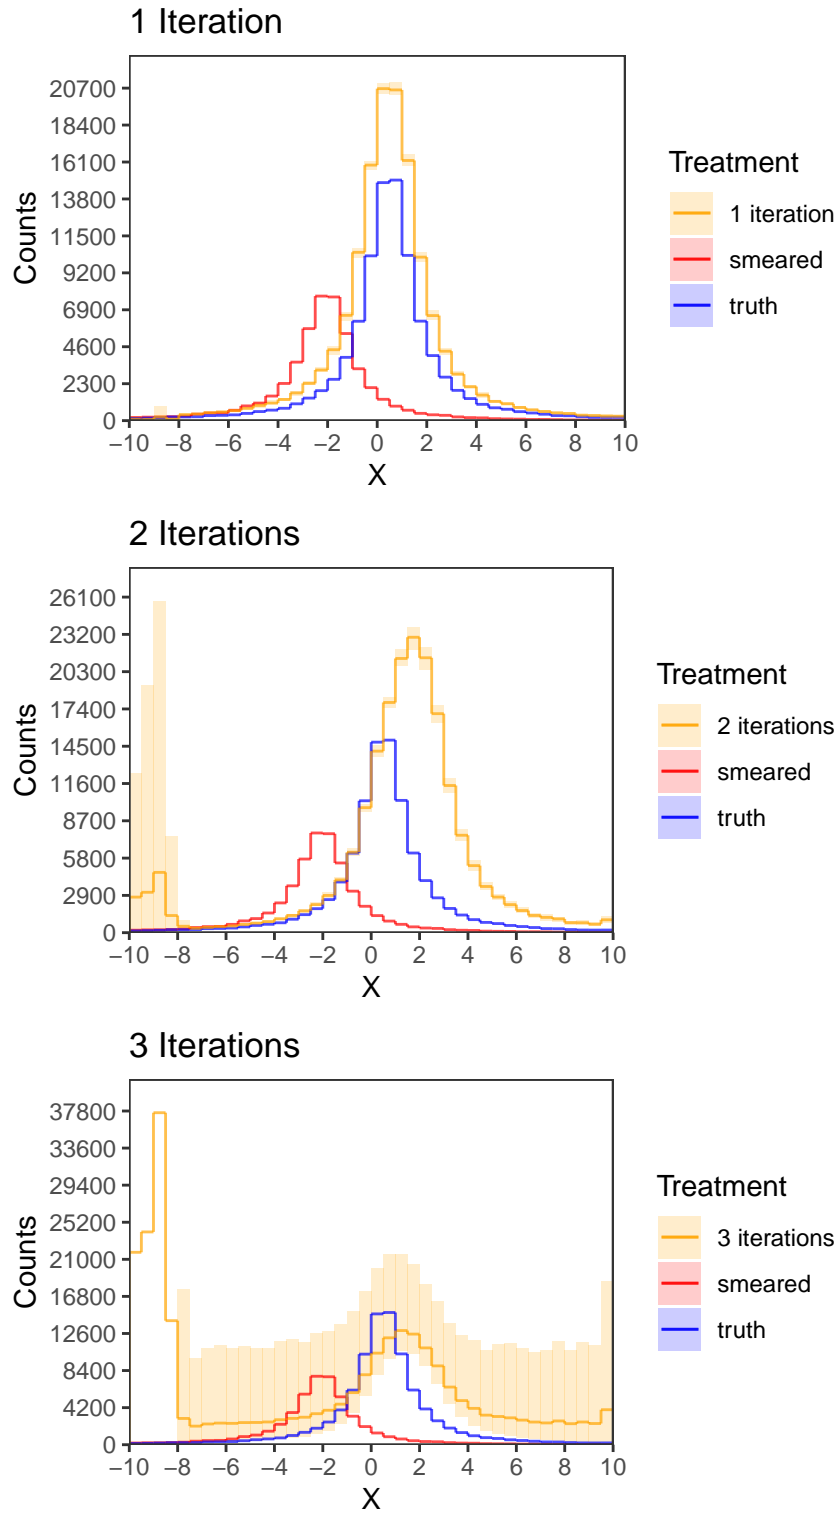 1 Iteration
20700
18400
16100
13800
11500
9200
6900
4600
2300
0
Counts
−10 −8 −6 −4 −2 0 2 4 6 8 10
X
Treatment
1 iteration
smeared
truth
2 Iterations
26100
23200
20300
17400
14500
11600
8700
5800
2900
0
Counts
−10 −8 −6 −4 −2 0 2 4 6 8 10
X
Treatment
2 iterations
smeared
truth
3 Iterations
37800
33600
29400
25200
21000
16800
12600
8400
4200
0
Counts
−10 −8 −6 −4 −2 0 2 4 6 8 10
X
Treatment
3 iterations
smeared
truth